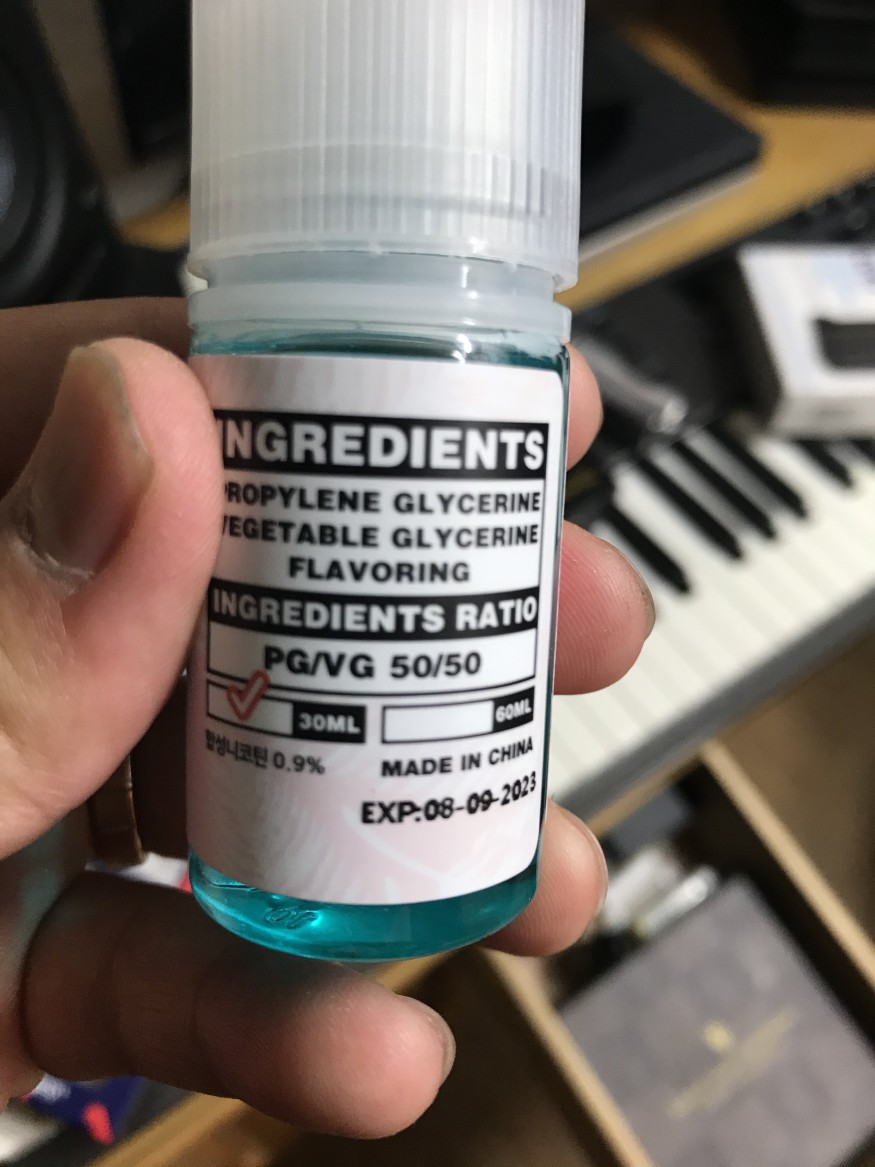 INGREDIENTS
PROPYLENE GLYCERINE
VEGETABLE GLYCERINE
FLAVORING
INGREDIENTS RATIO
PG/VG 50/50
30ML 60ML
합성니코틴 0.9% MADE IN CHINA
EXP:08-09-2023